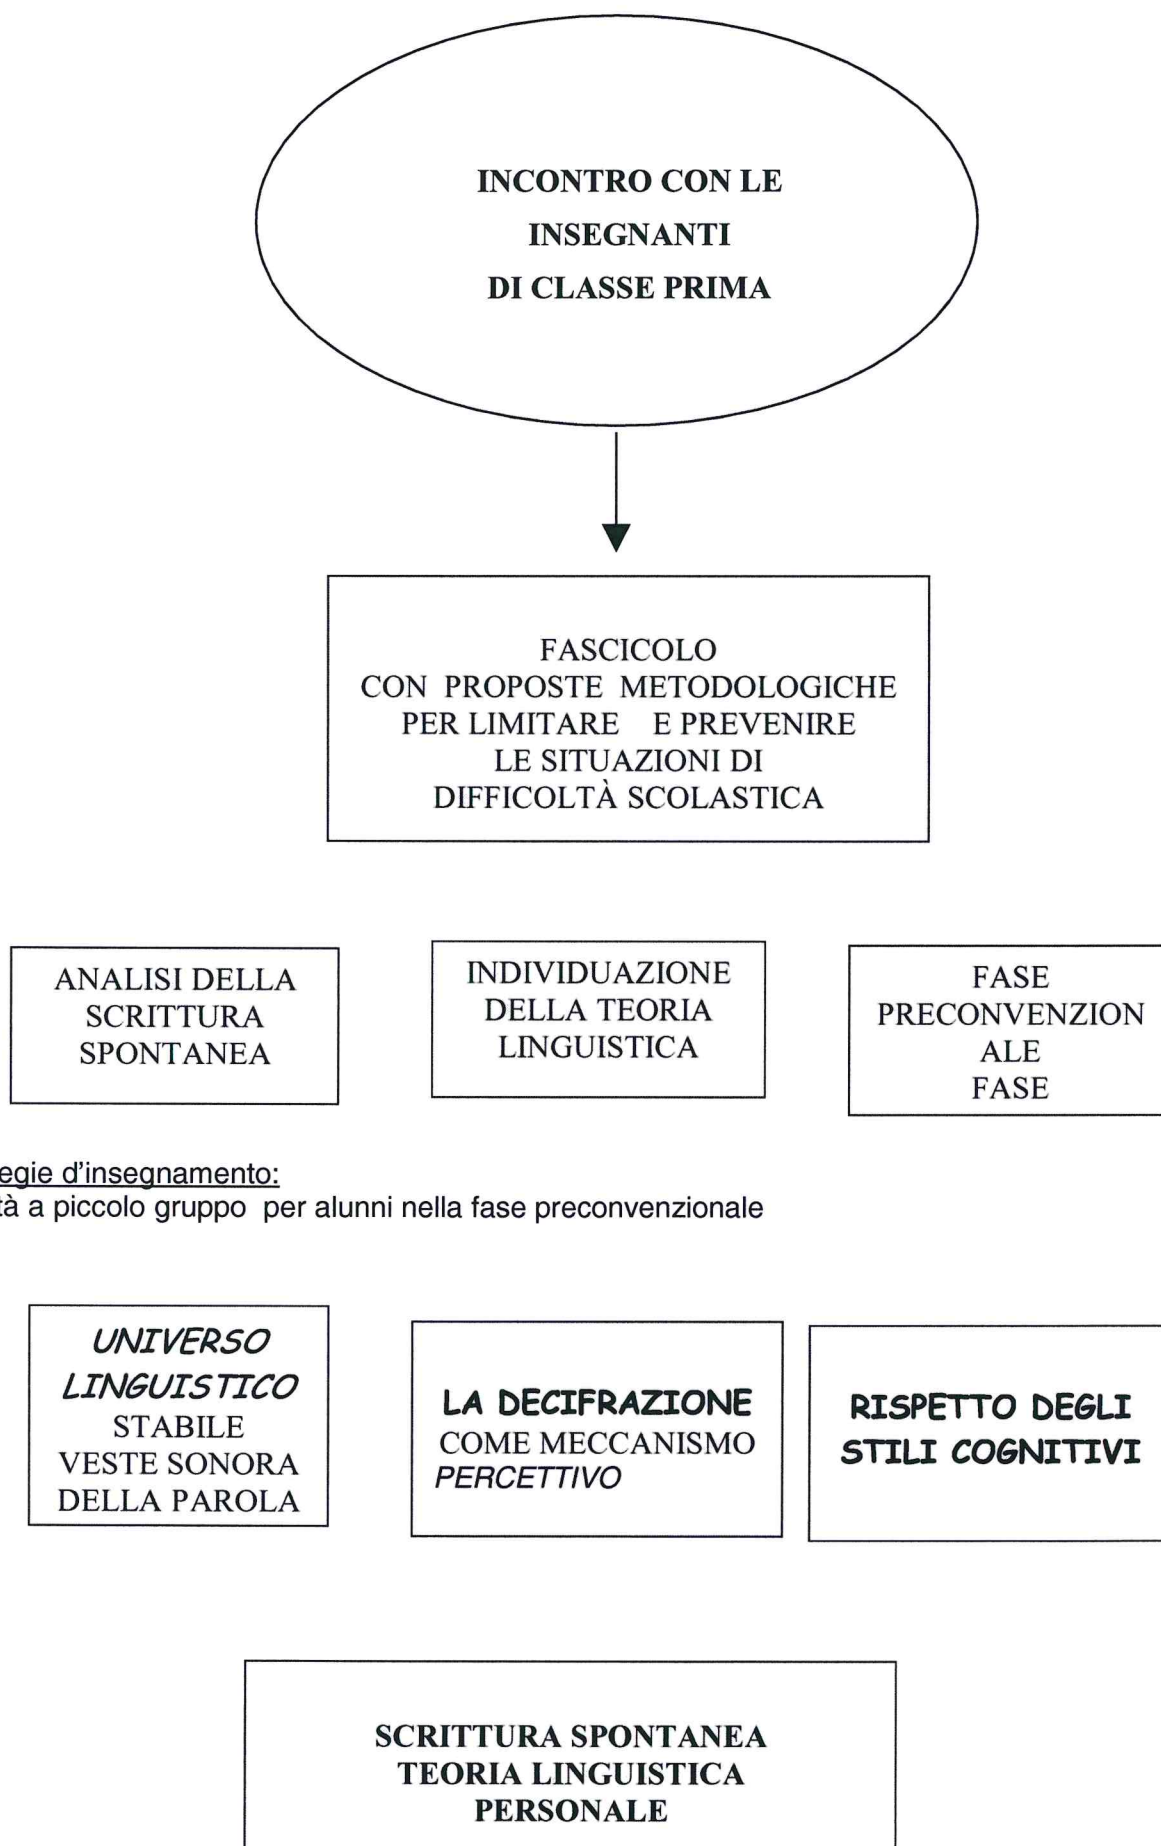 INCONTRO CON LE
INSEGNANTI
DI CLASSE PRIMA
FASCICOLO
CON PROPOSTE METODOLOGICHE
PER LIMITARE E PREVENIRE
LE SITUAZIONI DI
DIFFICOLTÀ SCOLASTICA
ANALISI DELLA
SCRITTURA
SPONTANEA
INDIVIDUAZIONE
DELLA TEORIA
LINGUISTICA
FASE
PRECONVENZION
ALE
FASE
egie d'insegnamento:
tà a piccolo gruppo per alunni nella fase preconvenzionale
UNIVERSO
LINGUISTICO
STABILE
VESTE SONORA
DELLA PAROLA
LA DECIFRAZIONE
COME MECCANISMO
PERCETTIVO
RISPETTO DEGLI
STILI COGNITIVI
SCRITTURA SPONTANEA
TEORIA LINGUISTICA
PERSONALE